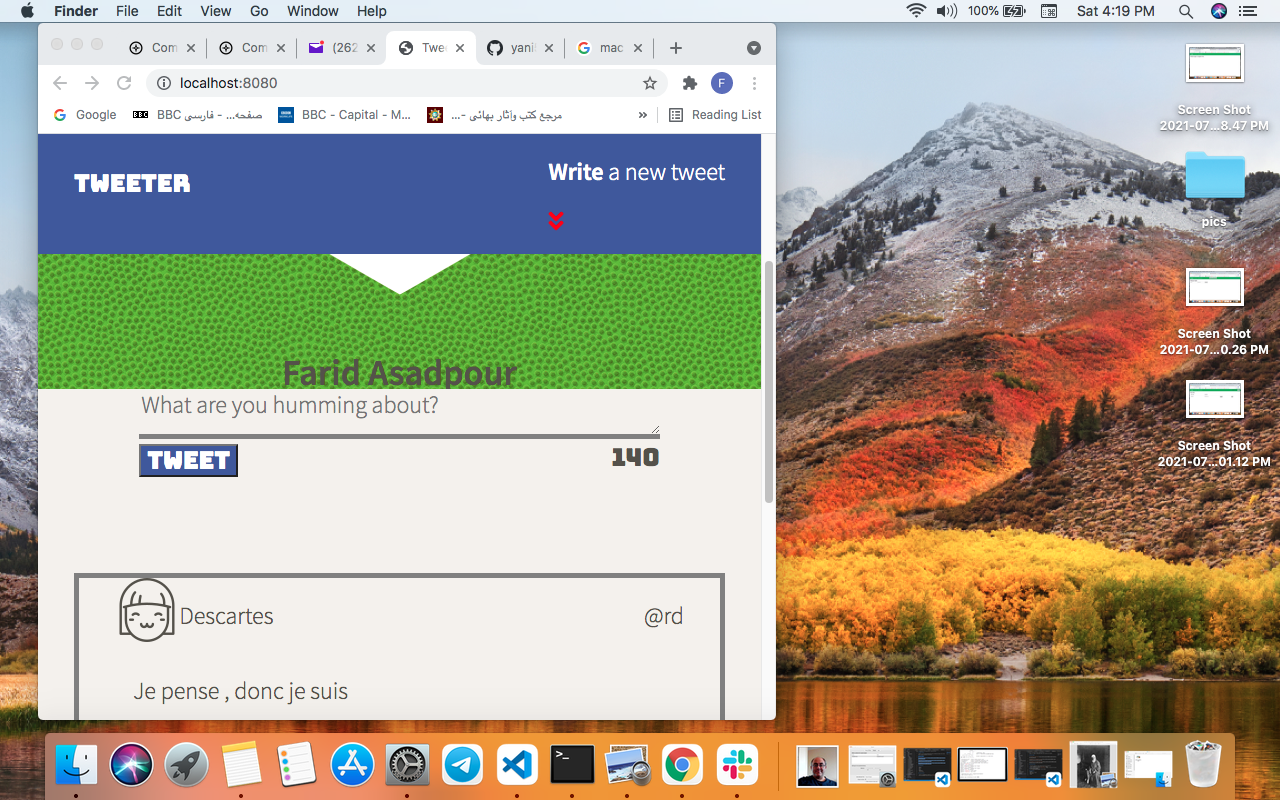 Finder File Edit View Go Window Help 100% Sat 4:19 PM
Com Com (262 Twee yanil mac
localhost:8080 F
Google BBC صفحه... - فارسی BBC - Capital - M... مرجع کتب وآثار بهائی -... » Reading List
TWEETER
Write a new tweet
Farid Asadpour
What are you humming about?
TWEET 140
Descartes @rd
Je pense , donc je suis
Screen Shot
2021-07...8.47 PM
pics
Screen Shot
2021-07...0.26 PM
Screen Shot
2021-07...01.12 PM